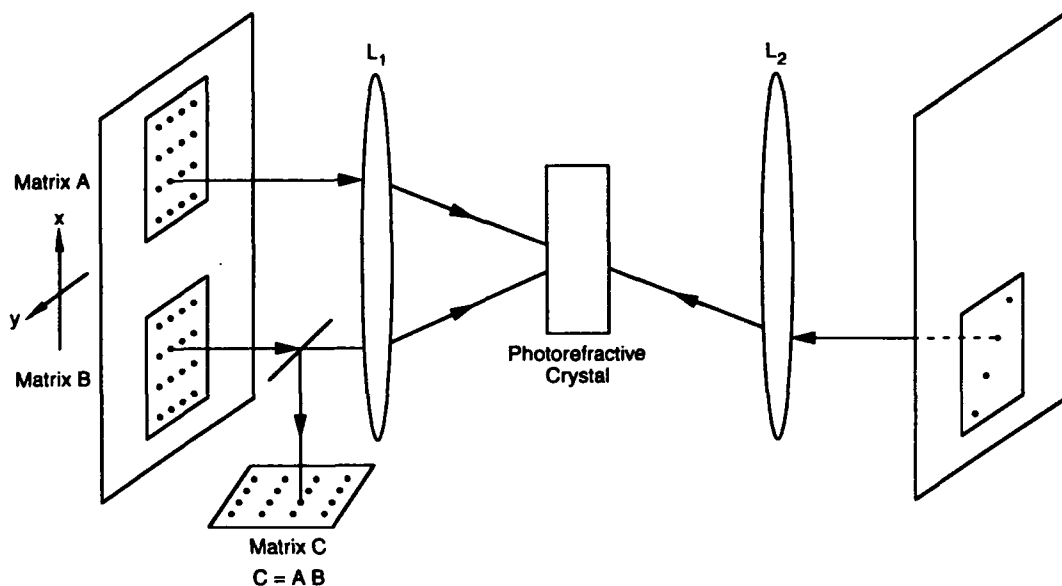 L₁
L₂
Matrix A
x
y
Matrix B
Photorefractive
Crystal
Matrix C
C = A B